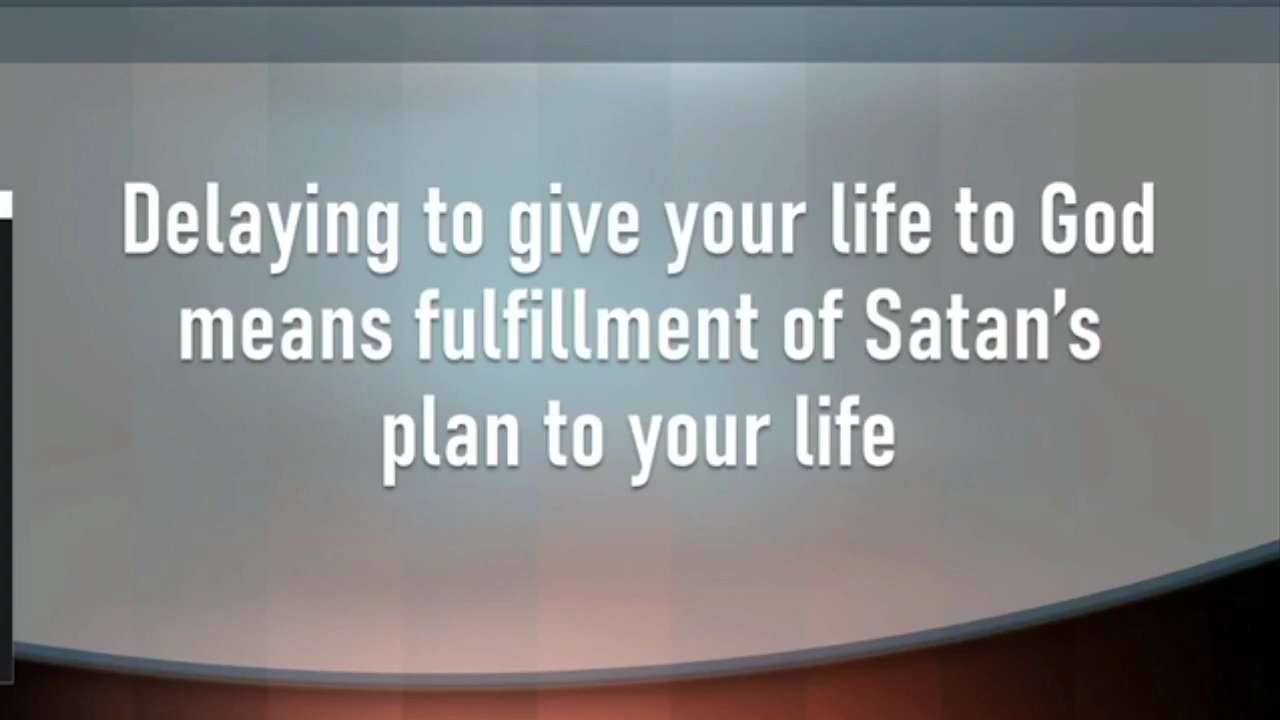 Delaying to give your life to God
means fulfillment of Satan’s
plan to your life